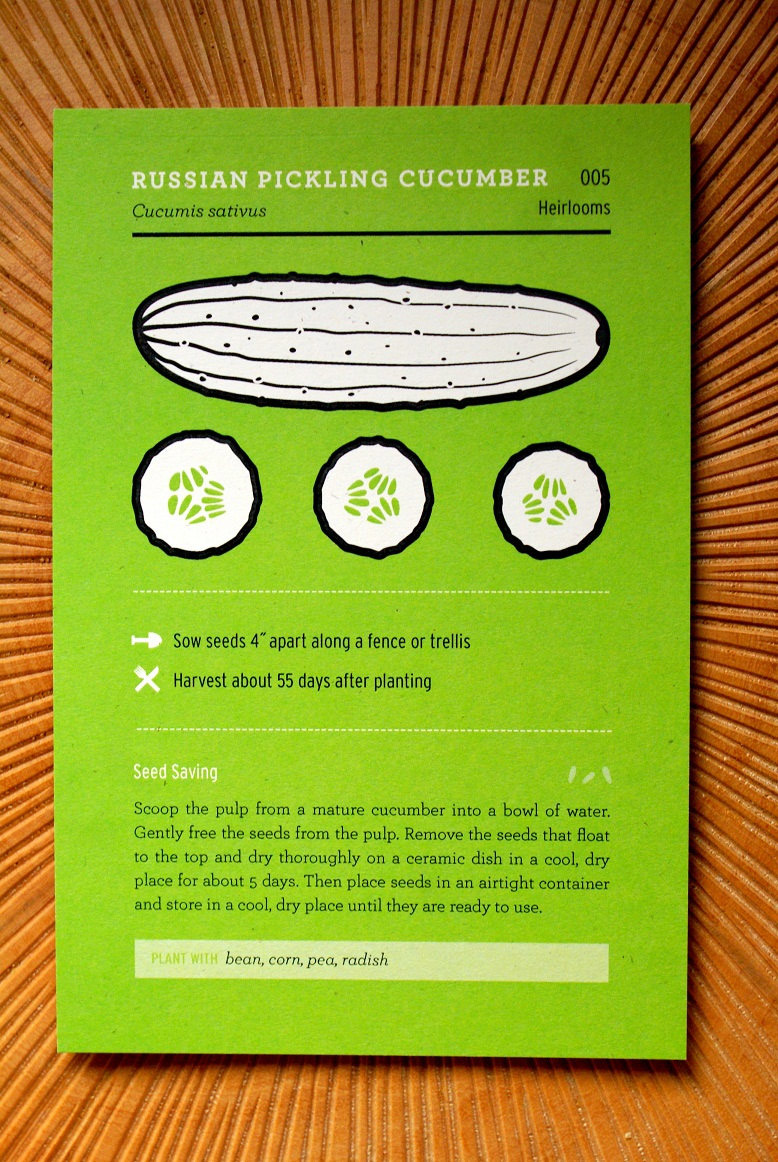 RUSSIAN PICKLING CUCUMBER 005
Cucumis sativus Heirlooms
Sow seeds 4˝ apart along a fence or trellis
Harvest about 55 days after planting
Seed Saving
Scoop the pulp from a mature cucumber into a bowl of water.
Gently free the seeds from the pulp. Remove the seeds that float
to the top and dry thoroughly on a ceramic dish in a cool, dry
place for about 5 days. Then place seeds in an airtight container
and store in a cool, dry place until they are ready to use.
PLANT WITH bean, corn, pea, radish